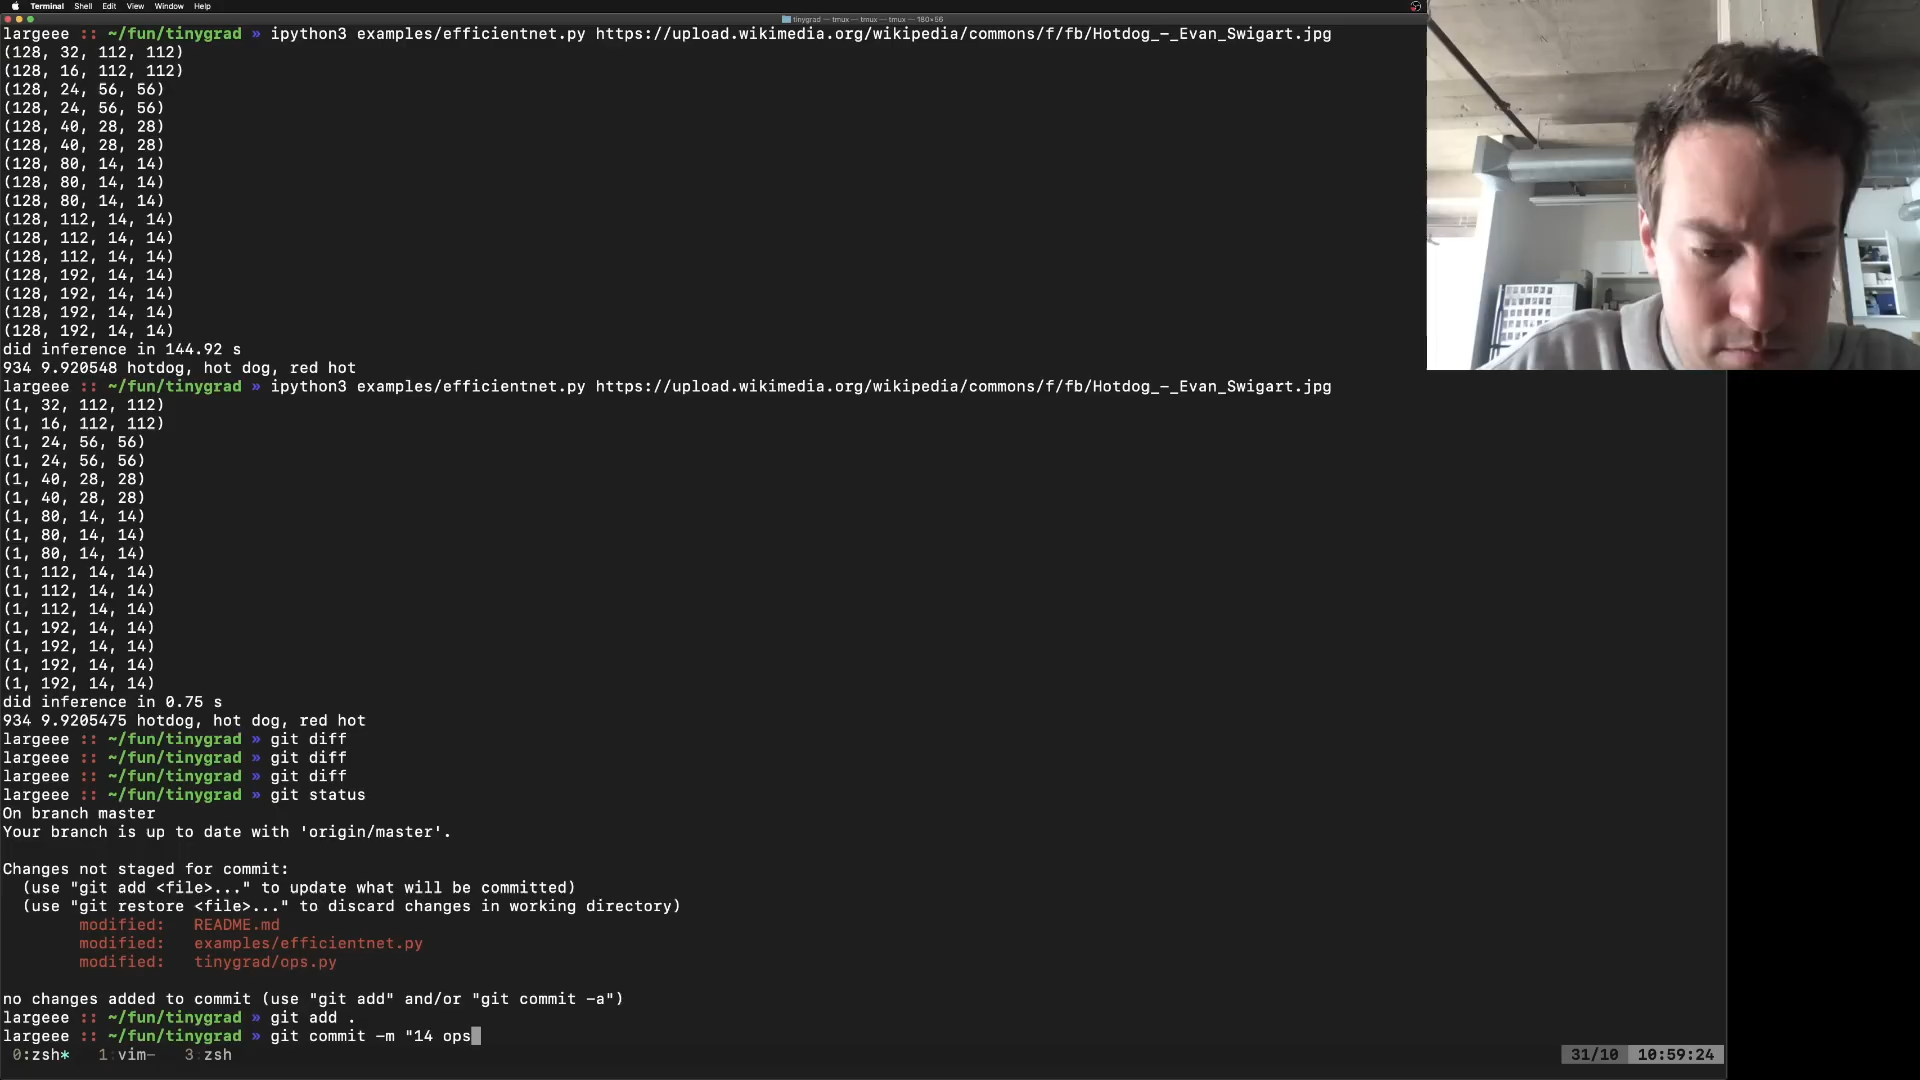 Terminal Shell Edit View Window Help
tinygrad — tmux — tmux — tmux — 180×56
largeee :: ~/fun/tinygrad » ipython3 examples/efficientnet.py https://upload.wikimedia.org/wikipedia/commons/f/fb/Hotdog_-_Evan_Swigart.jpg
(128, 32, 112, 112)
(128, 16, 112, 112)
(128, 24, 56, 56)
(128, 24, 56, 56)
(128, 40, 28, 28)
(128, 40, 28, 28)
(128, 80, 14, 14)
(128, 80, 14, 14)
(128, 80, 14, 14)
(128, 112, 14, 14)
(128, 112, 14, 14)
(128, 112, 14, 14)
(128, 192, 14, 14)
(128, 192, 14, 14)
(128, 192, 14, 14)
(128, 192, 14, 14)
did inference in 144.92 s
934 9.920548 hotdog, hot dog, red hot
largeee :: ~/fun/tinygrad » ipython3 examples/efficientnet.py https://upload.wikimedia.org/wikipedia/commons/f/fb/Hotdog_-_Evan_Swigart.jpg
(1, 32, 112, 112)
(1, 16, 112, 112)
(1, 24, 56, 56)
(1, 24, 56, 56)
(1, 40, 28, 28)
(1, 40, 28, 28)
(1, 80, 14, 14)
(1, 80, 14, 14)
(1, 80, 14, 14)
(1, 112, 14, 14)
(1, 112, 14, 14)
(1, 112, 14, 14)
(1, 192, 14, 14)
(1, 192, 14, 14)
(1, 192, 14, 14)
(1, 192, 14, 14)
did inference in 0.75 s
934 9.9205475 hotdog, hot dog, red hot
largeee :: ~/fun/tinygrad » git diff
largeee :: ~/fun/tinygrad » git diff
largeee :: ~/fun/tinygrad » git diff
largeee :: ~/fun/tinygrad » git status
On branch master
Your branch is up to date with 'origin/master'.
Changes not staged for commit:
(use "git add <file>..." to update what will be committed)
(use "git restore <file>..." to discard changes in working directory)
modified: README.md
modified: examples/efficientnet.py
modified: tinygrad/ops.py
no changes added to commit (use "git add" and/or "git commit -a")
largeee :: ~/fun/tinygrad » git add .
largeee :: ~/fun/tinygrad » git commit -m "14 ops
0:zsh* 1:vim- 3:zsh 31/10 10:59:24